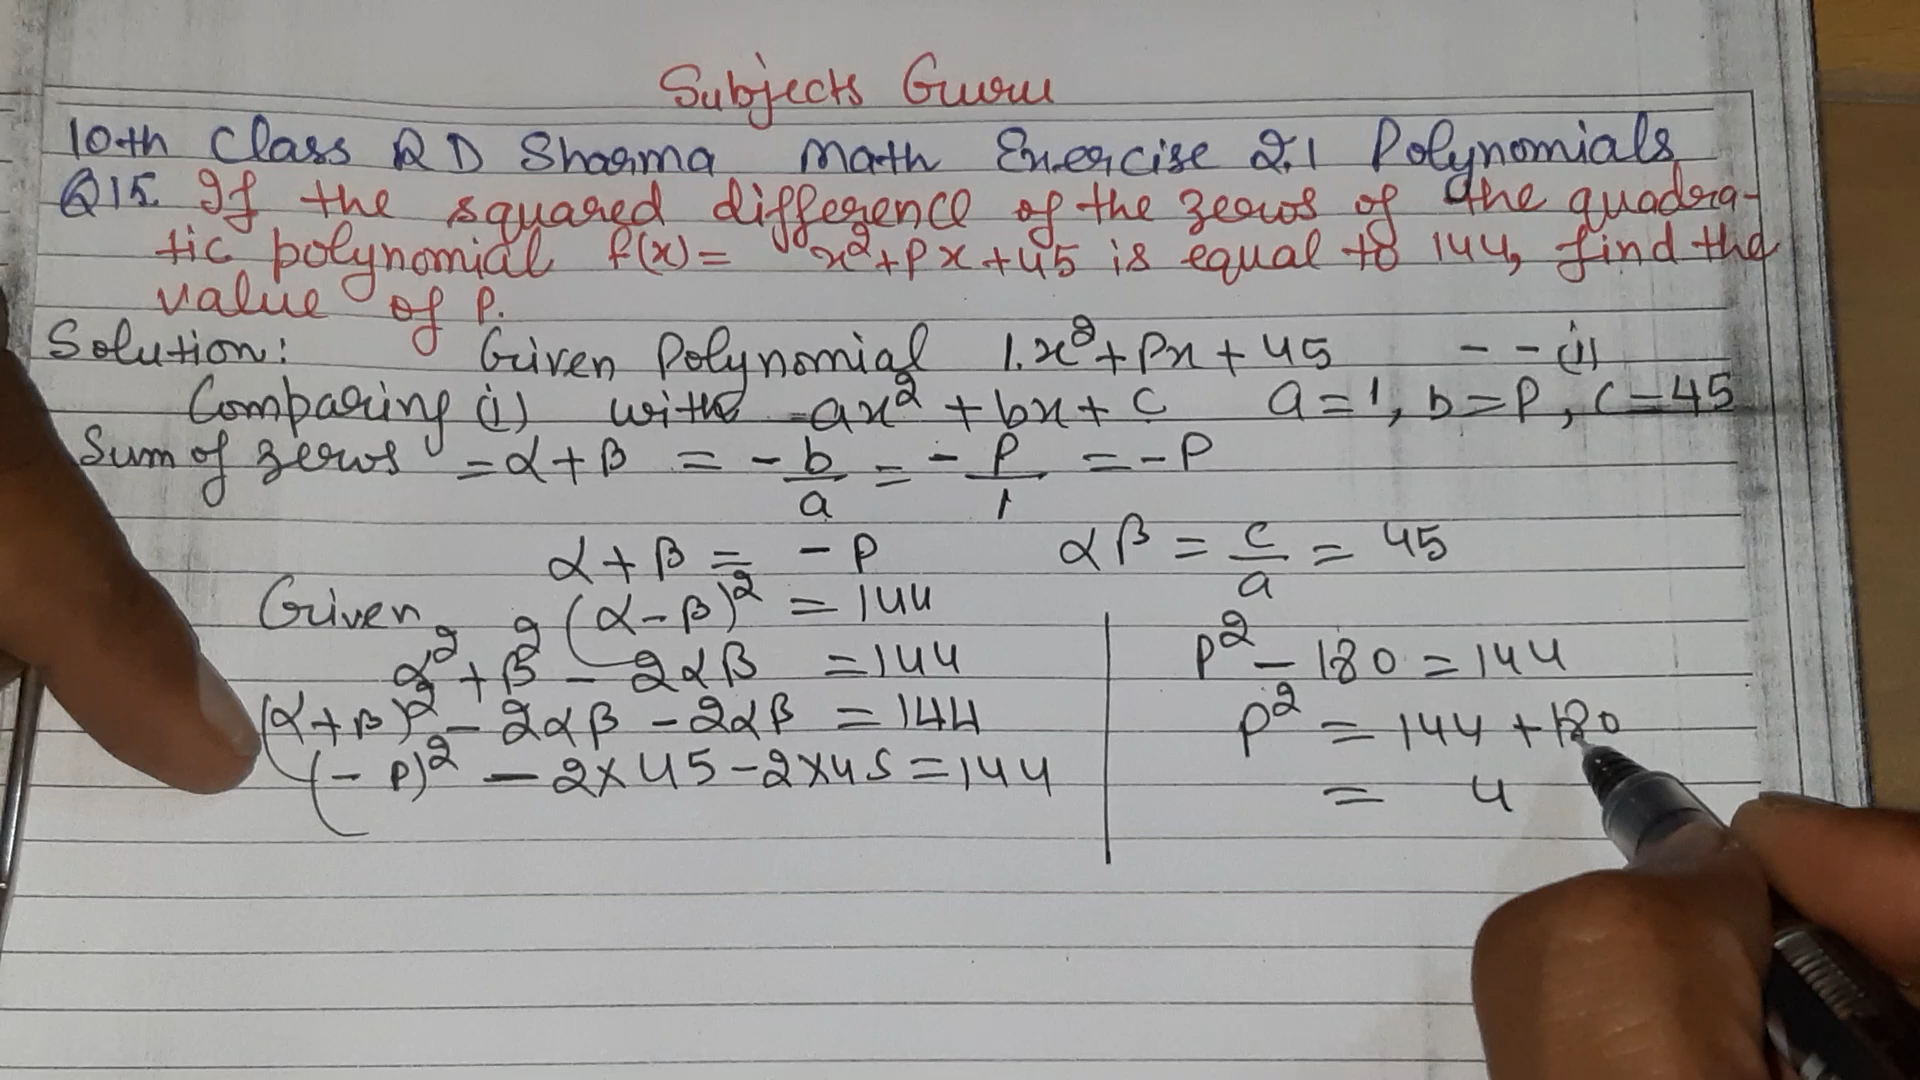 Subjects Guru
10th Class RD Sharma Math Exercise 2.1 Polynomials
Q15. If the squared difference of the zeros of the quadra-
tic polynomial f(x) = x²+px+45 is equal to 144, find the
value of p.
Solution: Given Polynomial 1.x²+Px+45 - - (i)
Comparing (i) with ax²+bx+c a=1, b=P, c=45
Sum of zeros = α+β = -b/a = -P/1 = -P
α+β = -P αβ = c/a = 45
Given, (α-β)² = 144
α²+β²-2αβ = 144
(α+β)²-2αβ-2αβ = 144
(-P)²-2×45-2×45=144
P²-180=144
P² = 144+180
= 4